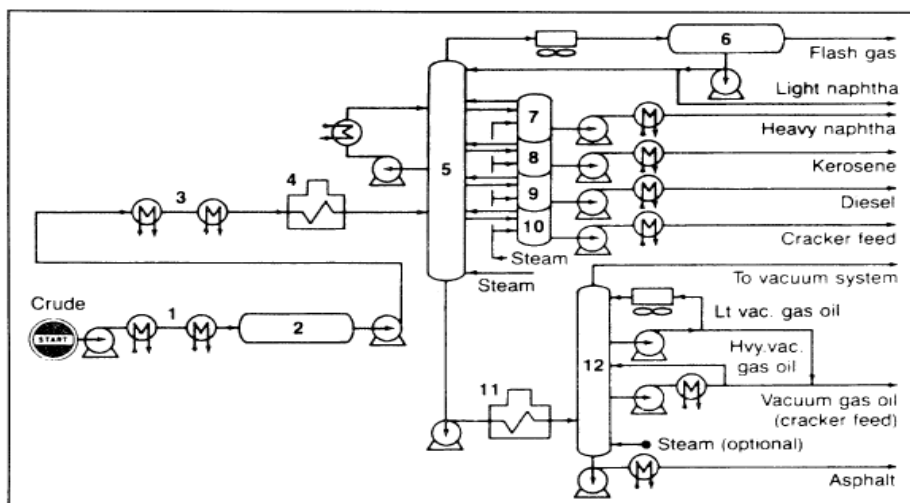 6
Flash gas
Light naphtha
7
Heavy naphtha
4
5
8
Kerosene
3
9
Diesel
10
Cracker feed
Steam
Steam
To vacuum system
Crude
START
1
2
Lt vac. gas oil
Hvy.vac.
gas oil
11
12
Vacuum gas oil
(cracker feed)
Steam (optional)
Asphalt